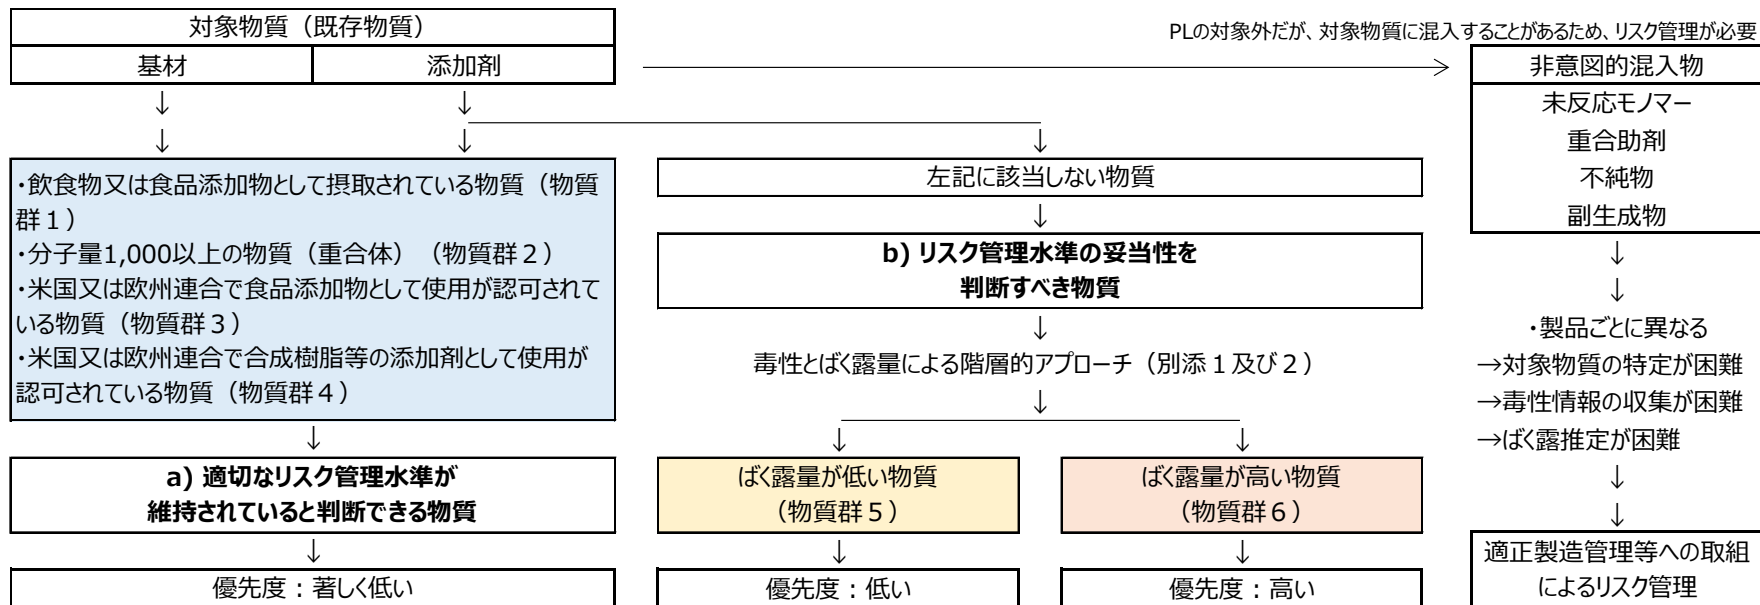 対象物質（既存物質）
基材
添加剤
PLの対象外だが、対象物質に混入することがあるため、リスク管理が必要
非意図的混入物
未反応モノマー
重合助剤
不純物
副生成物
↓
↓
↓
↓
↓
↓
↓
・飲食物又は食品添加物として摂取されている物質（物質
群１）
・分子量1,000以上の物質（重合体）（物質群２）
・米国又は欧州連合で食品添加物として使用が認可されて
いる物質（物質群３）
・米国又は欧州連合で合成樹脂等の添加剤として使用が
認可されている物質（物質群４）
↓
a) 適切なリスク管理水準が
維持されていると判断できる物質
↓
優先度：著しく低い
左記に該当しない物質
↓
b) リスク管理水準の妥当性を
判断すべき物質
↓
毒性とばく露量による階層的アプローチ（別添１及び２）
↓
↓
↓
ばく露量が低い物質
（物質群５）
ばく露量が高い物質
（物質群６）
↓
↓
優先度：低い
優先度：高い
・製品ごとに異なる
→対象物質の特定が困難
→毒性情報の収集が困難
→ばく露推定が困難
↓
↓
適正製造管理等への取組
によるリスク管理